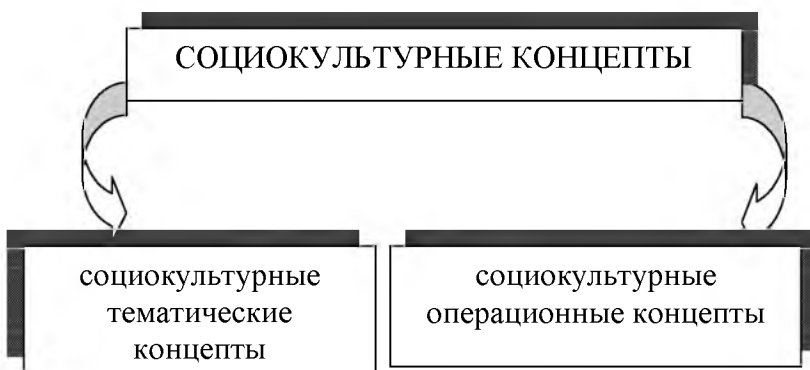 СОЦИОКУЛЬТУРНЫЕ КОНЦЕПТЫ
социокультурные
тематические
концепты
социокультурные
операционные концепты